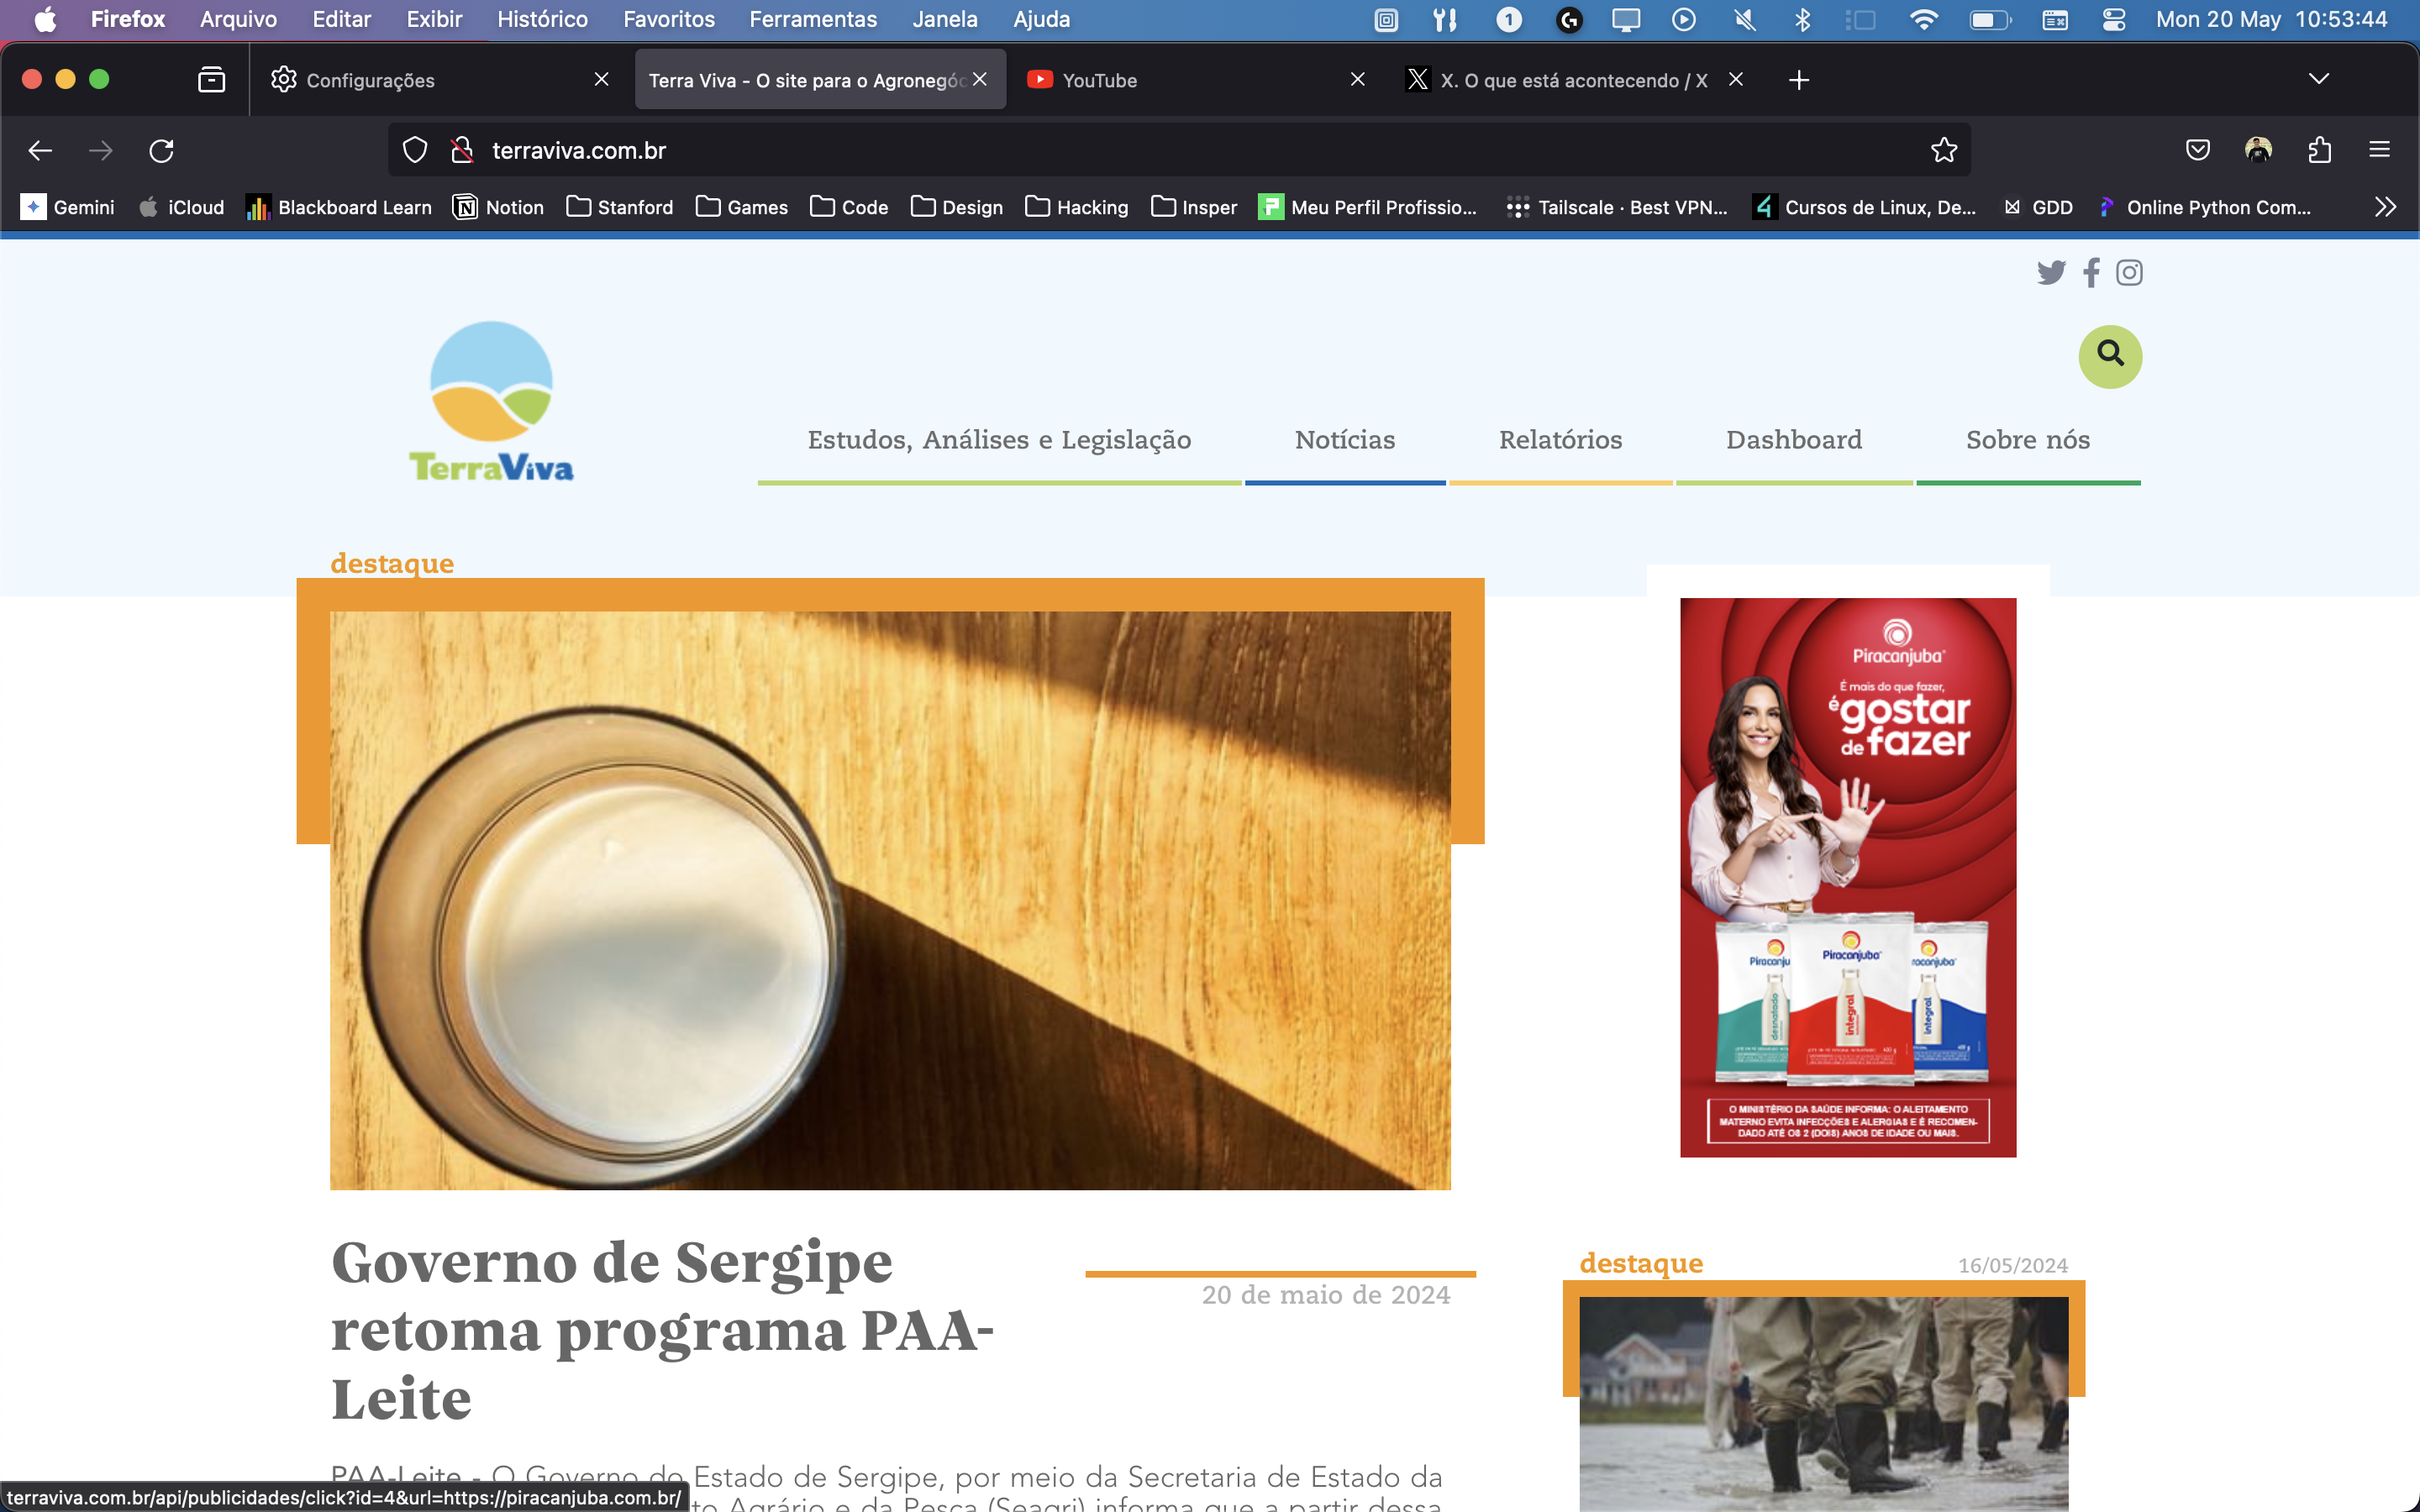 Firefox Arquivo Editar Exibir Histórico Favoritos Ferramentas Janela Ajuda 1 Mon 20 May 10:53:44
Configurações Terra Viva - O site para o Agronegóc YouTube X. O que está acontecendo / X
terraviva.com.br
Gemini iCloud Blackboard Learn Notion Stanford Games Code Design Hacking Insper Meu Perfil Profissio... Tailscale · Best VPN... Cursos de Linux, De... GDD Online Python Com...
TerraViva
Estudos, Análises e Legislação Notícias Relatórios Dashboard Sobre nós
destaque
Piracanjuba
É mais do que fazer,
é gostar
de fazer
Piracanju Piracanjuba racanjuba
desnatado integral integral
O MINISTÉRIO DA SAÚDE INFORMA: O ALEITAMENTO
MATERNO EVITA INFECÇÕES E ALERGIAS E É RECOMEN-
DADO ATÉ OS 2 (DOIS) ANOS DE IDADE OU MAIS.
Governo de Sergipe
retoma programa PAA-
Leite
20 de maio de 2024
destaque 16/05/2024
PAA-Leite - O Governo do Estado de Sergipe, por meio da Secretaria de Estado da
to Agrário e da Pesca (Seagri) informa que a partir dessa
terraviva.com.br/api/publicidades/click?id=4&url=https://piracanjuba.com.br/